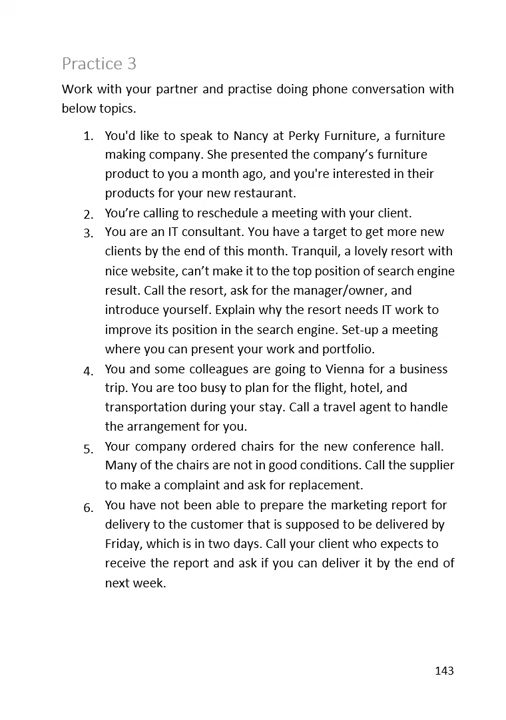 Practice 3
Work with your partner and practise doing phone conversation with
below topics.
1. You'd like to speak to Nancy at Perky Furniture, a furniture
making company. She presented the company's furniture
product to you a month ago, and you're interested in their
products for your new restaurant.
2. You're calling to reschedule a meeting with your client.
3. You are an IT consultant. You have a target to get more new
clients by the end of this month. Tranquil, a lovely resort with
nice website, can't make it to the top position of search engine
result. Call the resort, ask for the manager/owner, and
introduce yourself. Explain why the resort needs IT work to
improve its position in the search engine. Set-up a meeting
where you can present your work and portfolio.
4. You and some colleagues are going to Vienna for a business
trip. You are too busy to plan for the flight, hotel, and
transportation during your stay. Call a travel agent to handle
the arrangement for you.
5. Your company ordered chairs for the new conference hall.
Many of the chairs are not in good conditions. Call the supplier
to make a complaint and ask for replacement.
6. You have not been able to prepare the marketing report for
delivery to the customer that is supposed to be delivered by
Friday, which is in two days. Call your client who expects to
receive the report and ask if you can deliver it by the end of
next week.
143